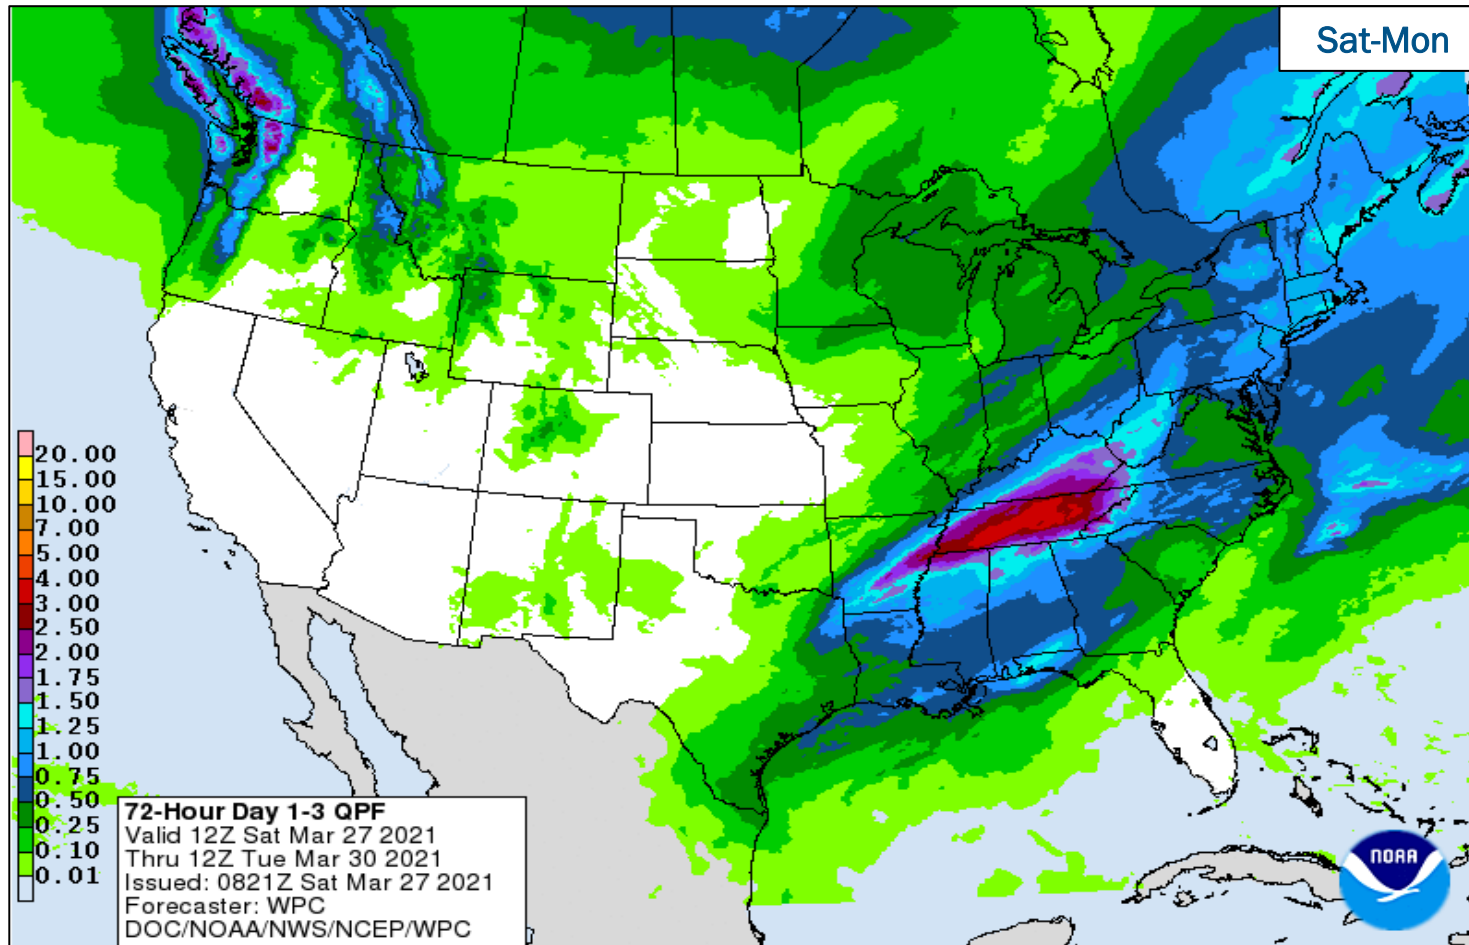 Sat-Mon
20.00
15.00
10.00
7.00
5.00
4.00
3.00
2.50
2.00
1.75
1.50
1.25
1.00
0.75
0.50
0.25
0.10
0.01
72-Hour Day 1-3 QPF
Valid 12Z Sat Mar 27 2021
Thru 12Z Tue Mar 30 2021
Issued: 0821Z Sat Mar 27 2021
Forecaster: WPC
DOC/NOAA/NWS/NCEP/WPC
NOAA